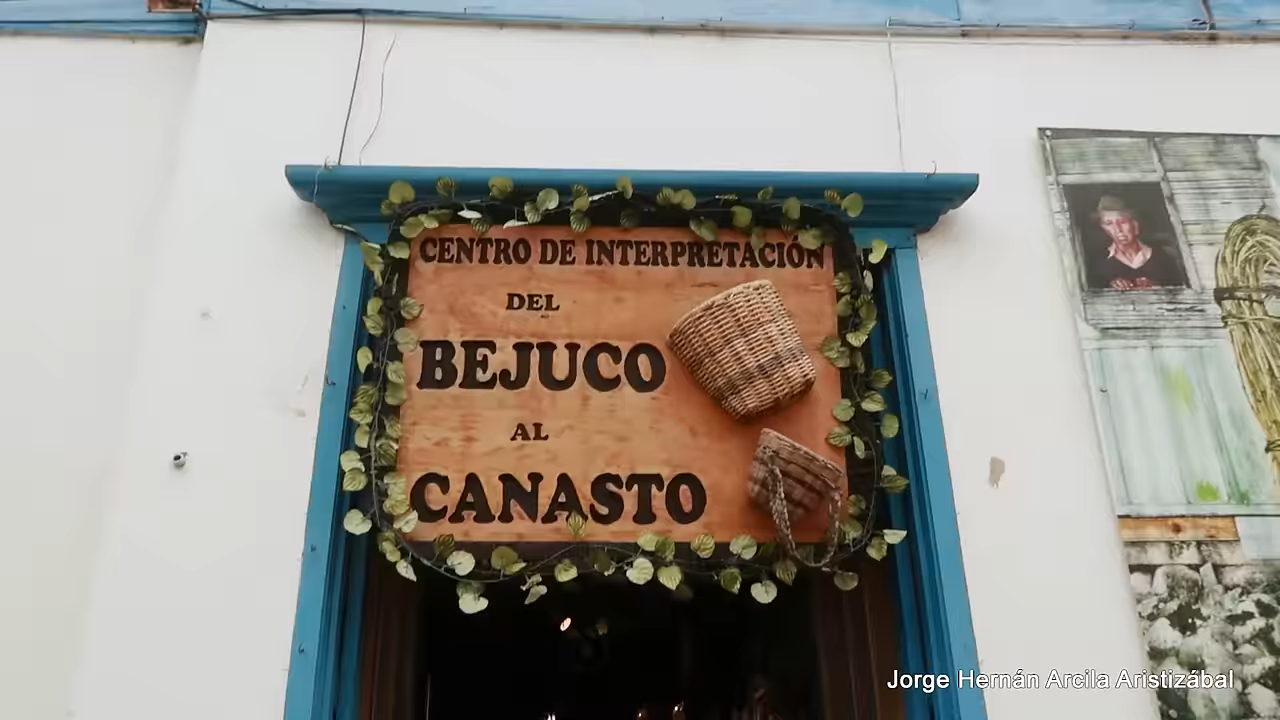 CENTRO DE INTERPRETACIÓN
DEL
BEJUCO
AL
CANASTO
Jorge Hernán Arcila Aristizábal